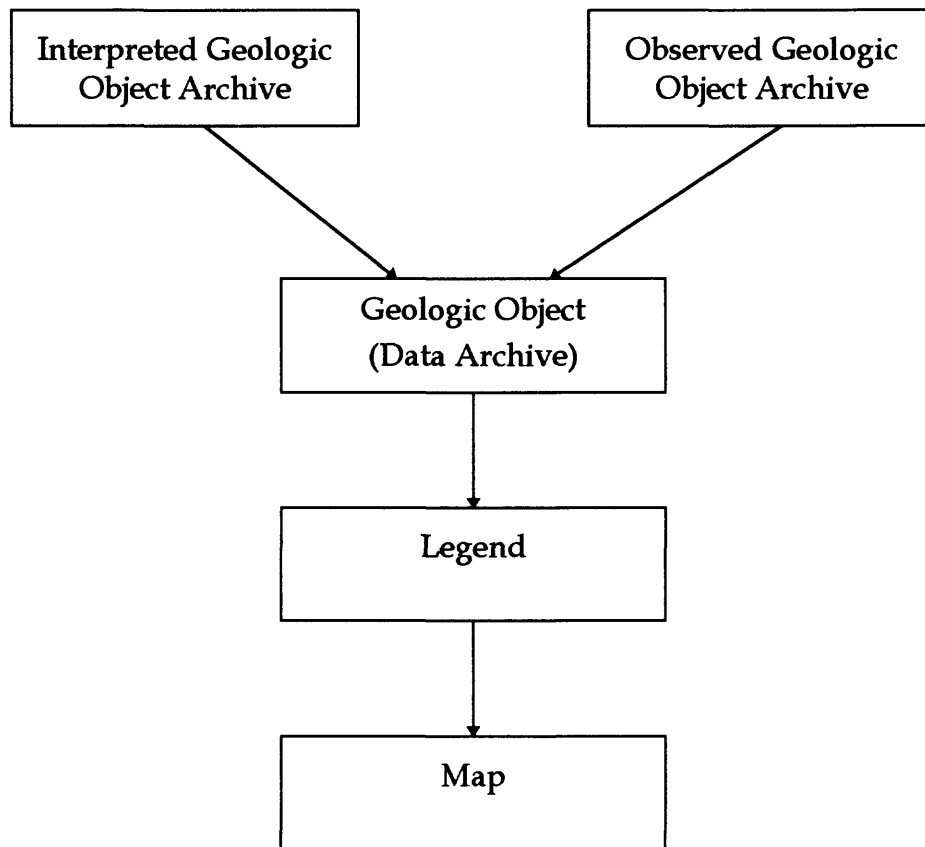 Interpreted Geologic
Object Archive
Observed Geologic
Object Archive
Geologic Object
(Data Archive)
Legend
Map